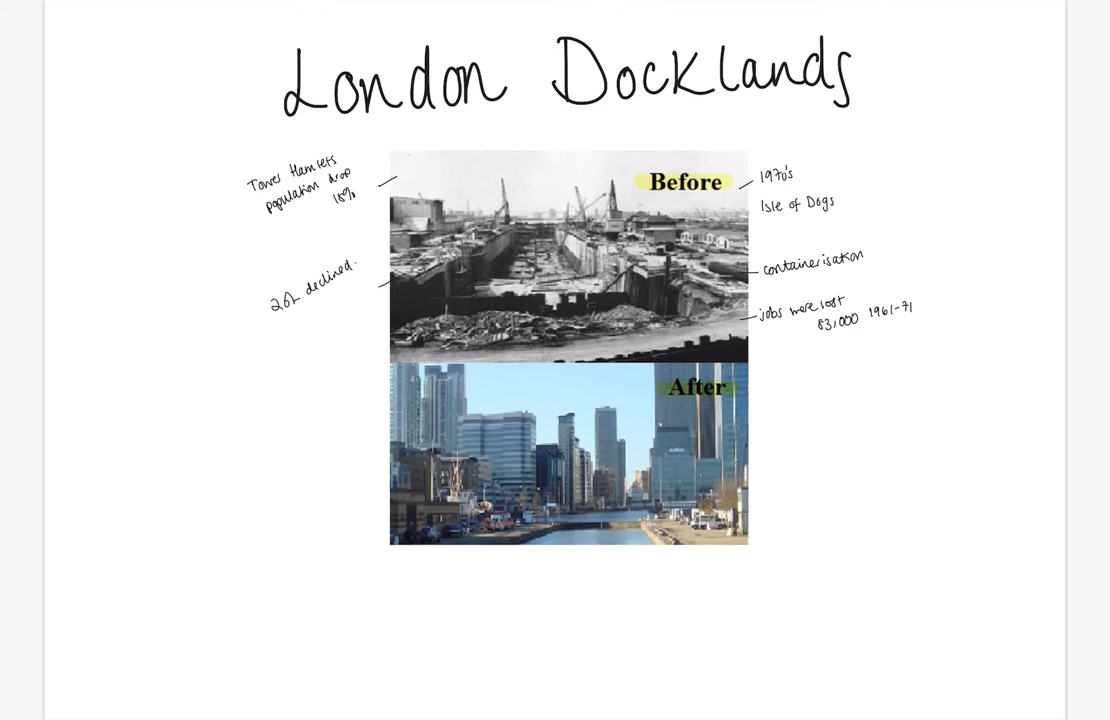 London Docklands
Tower Hamlets
population drop
18%
Before
1970's
Isle of Dogs
containerisation
declined.
jobs were lost
83,000 1961-71
After